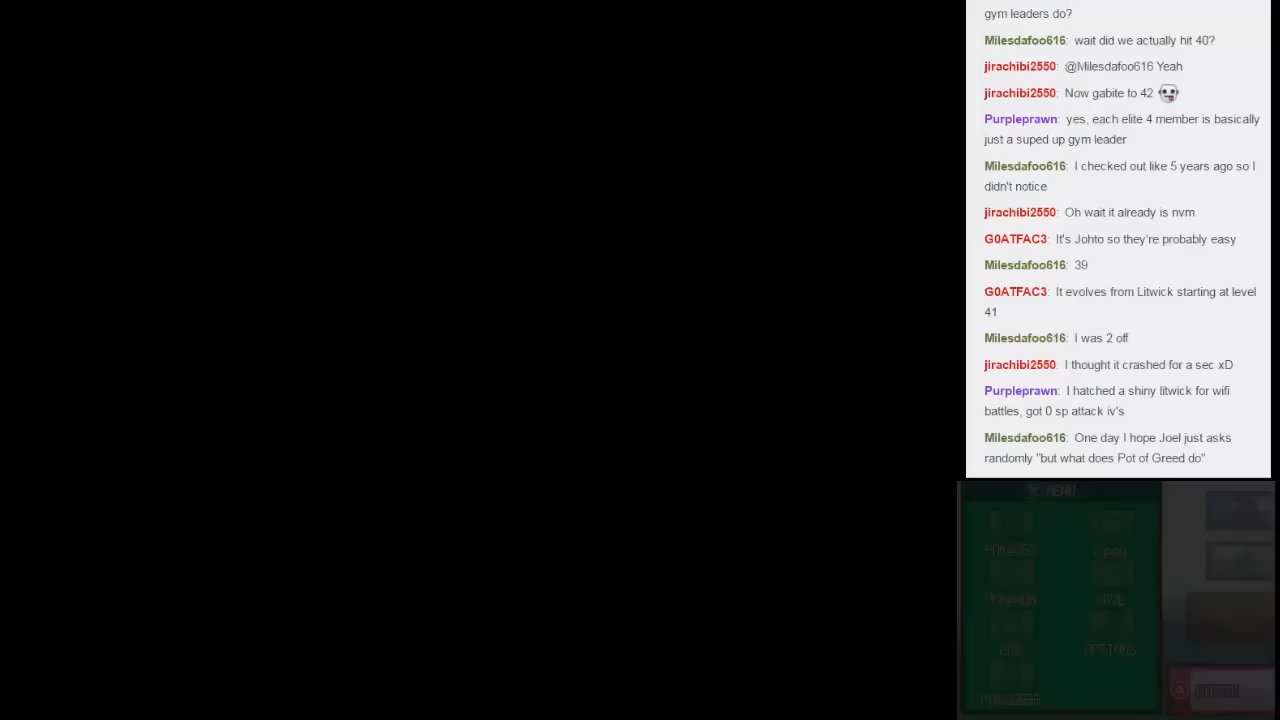 gym leaders do?
Milesdafoo616: wait did we actually hit 40?
jirachibi2550: @Milesdafoo616 Yeah
jirachibi2550: Now gabite to 42
Purpleprawn: yes, each elite 4 member is basically
just a suped up gym leader
Milesdafoo616: I checked out like 5 years ago so I
didn't notice
jirachibi2550: Oh wait it already is nvm
G0ATFAC3: It's Johto so they're probably easy
Milesdafoo616: 39
G0ATFAC3: It evolves from Litwick starting at level
41
Milesdafoo616: I was 2 off
jirachibi2550: I thought it crashed for a sec xD
Purpleprawn: I hatched a shiny litwick for wifi
battles, got 0 sp attack iv's
Milesdafoo616: One day I hope Joel just asks
randomly "but what does Pot of Greed do"
MENU
OPTIONS